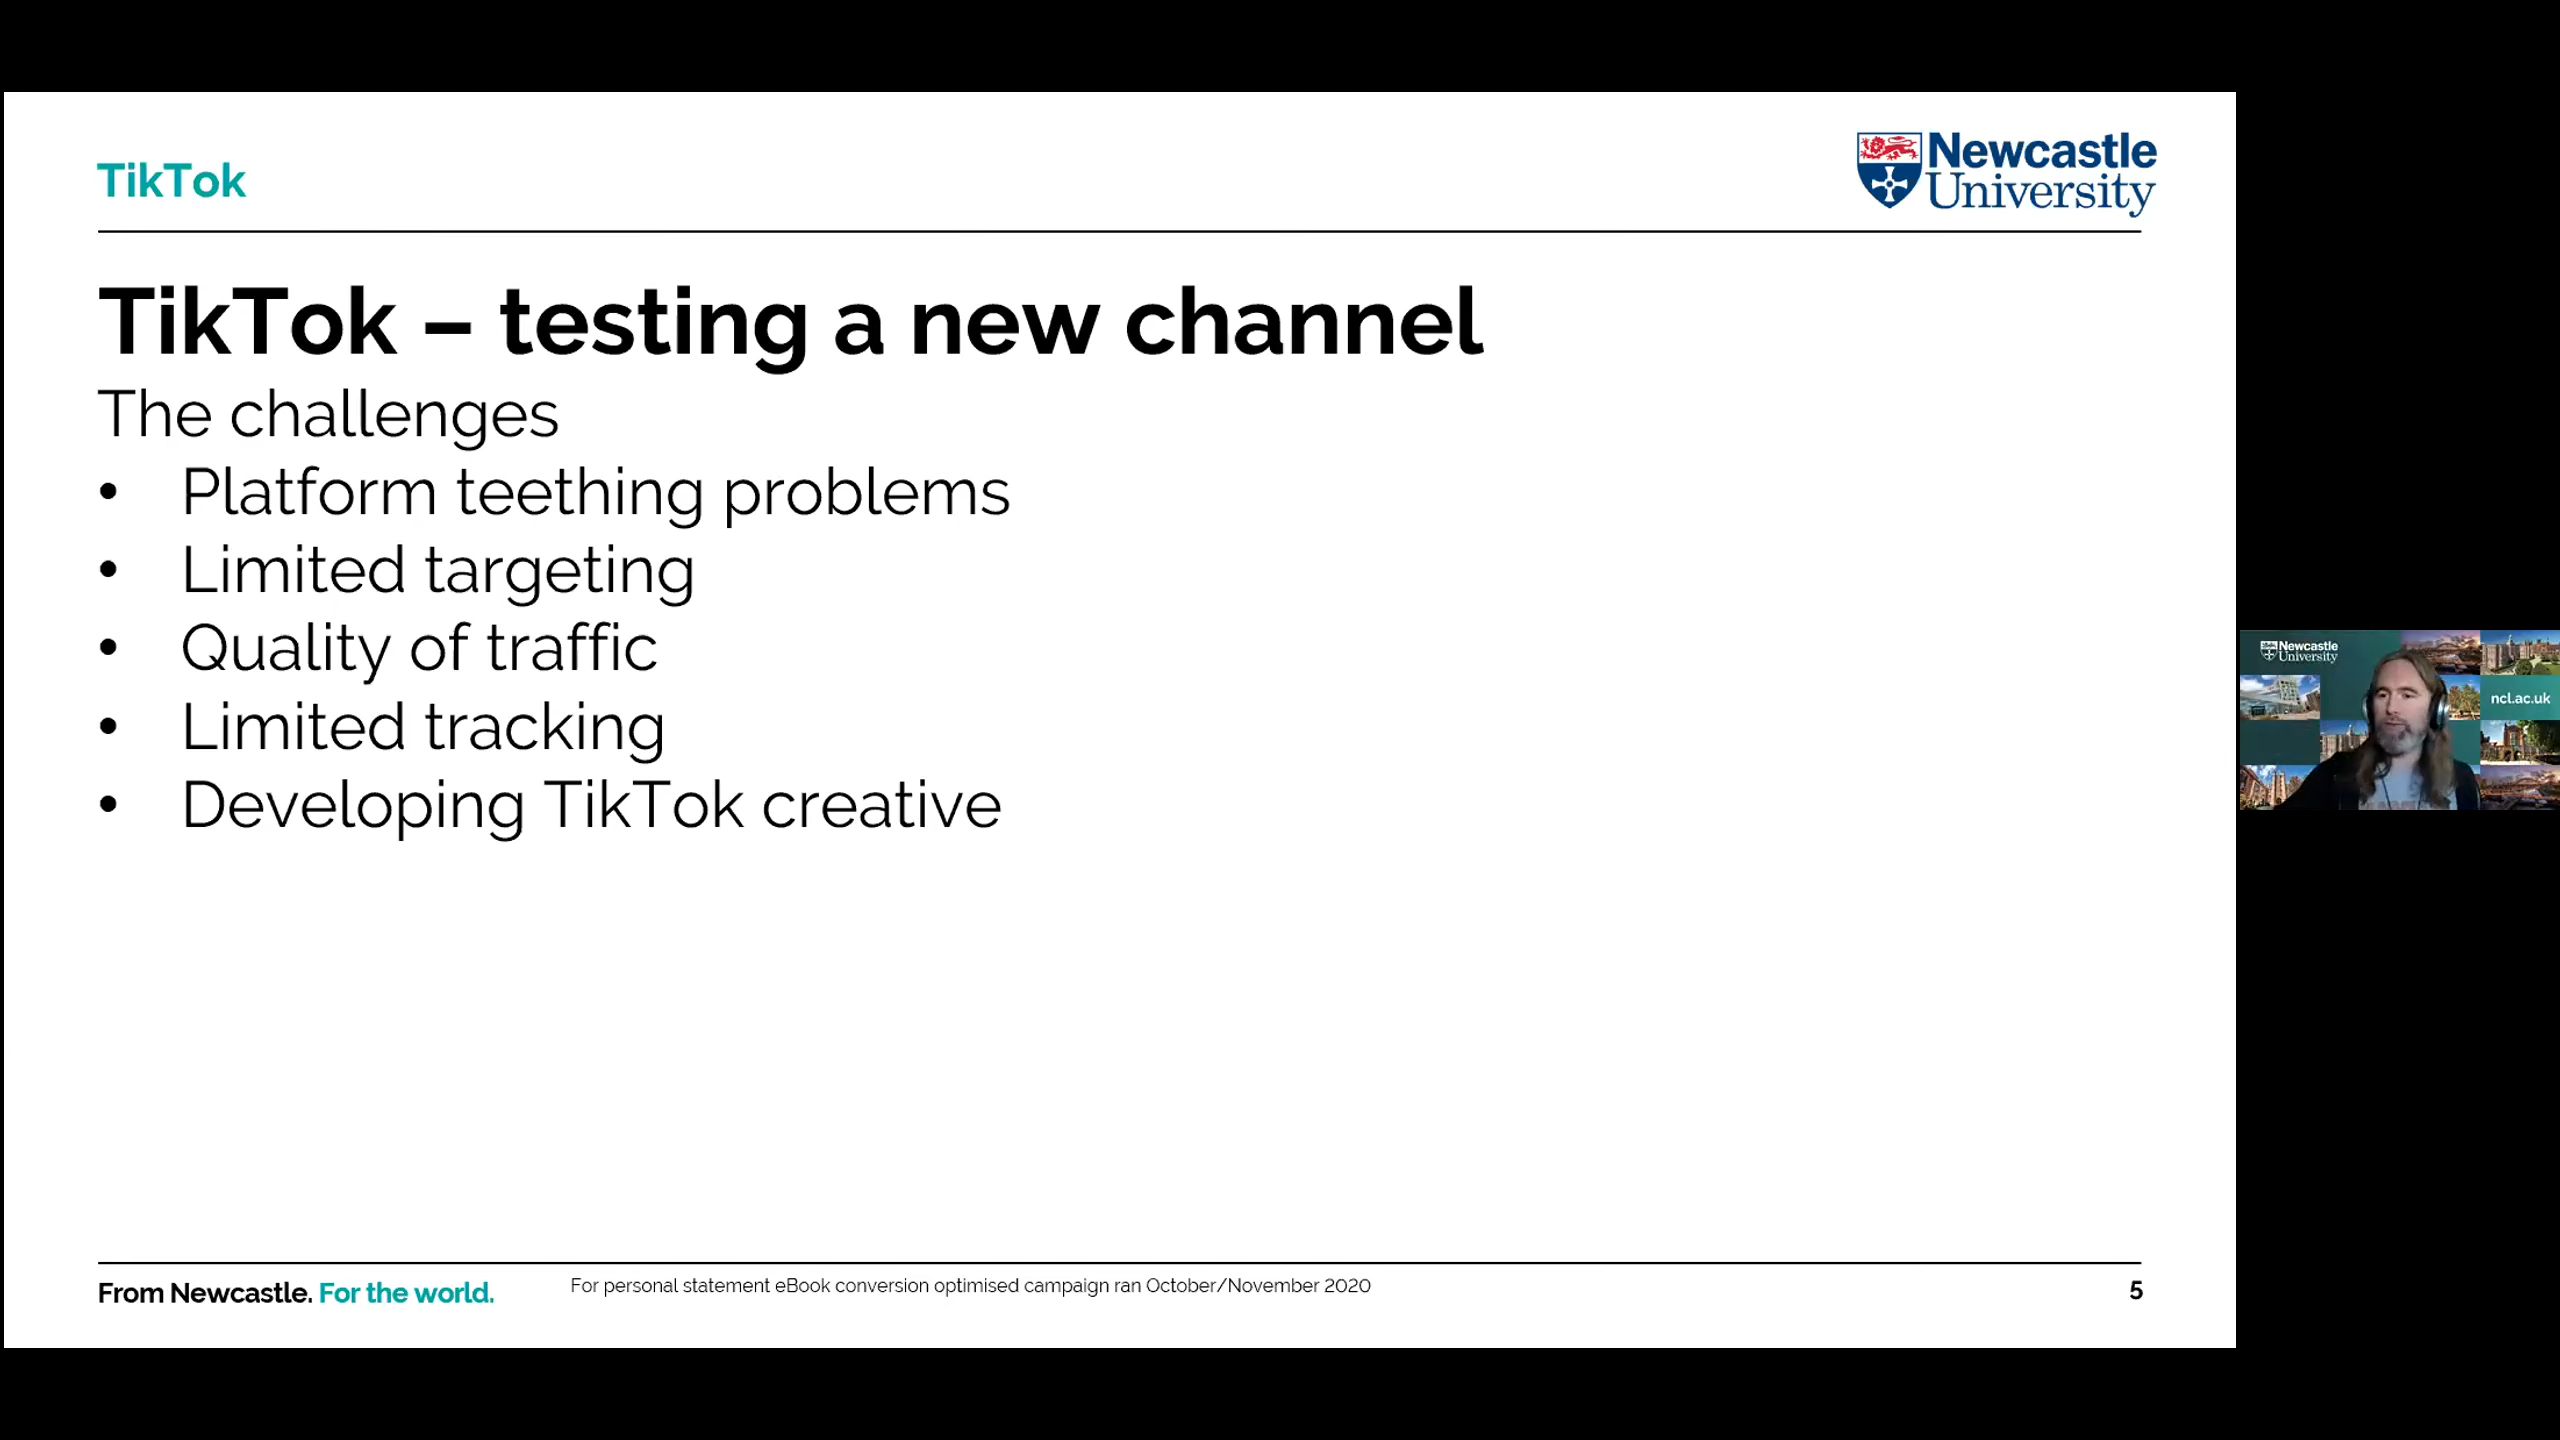 TikTok
Newcastle
University
TikTok – testing a new channel
The challenges
• Platform teething problems
• Limited targeting
• Quality of traffic
• Limited tracking
• Developing TikTok creative
From Newcastle. For the world.
For personal statement eBook conversion optimised campaign ran October/November 2020
5
Newcastle
University
ncl.ac.uk